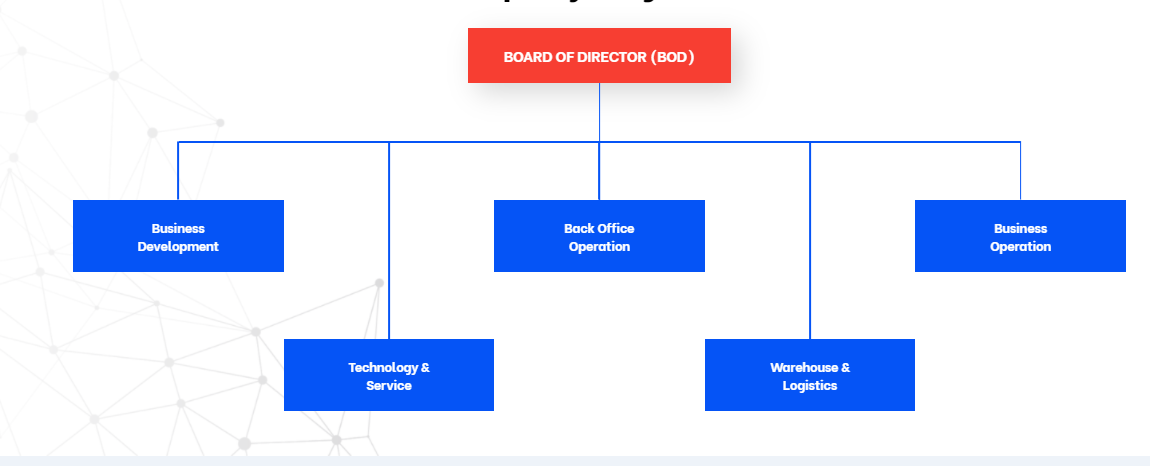 BOARD OF DIRECTOR (BOD)
Business
Development
Back Office
Operation
Business
Operation
Technology &
Service
Warehouse &
Logistics